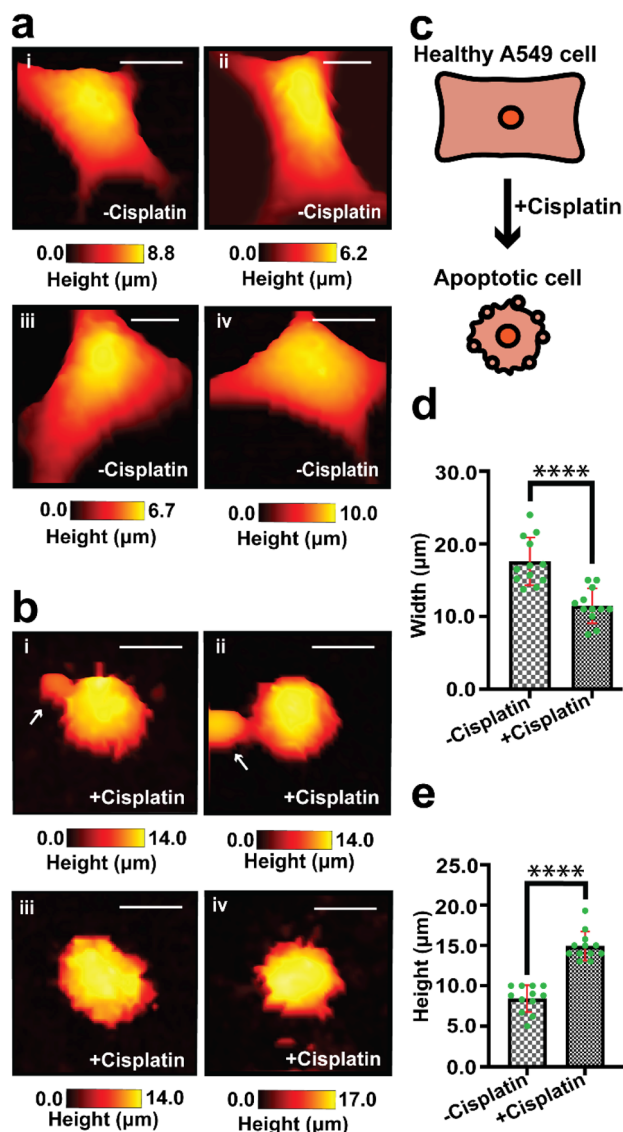 a
i
-Cisplatin
ii
-Cisplatin
0.0 8.8
Height (μm)
0.0 6.2
Height (μm)
iii
-Cisplatin
iv
-Cisplatin
0.0 6.7
Height (μm)
0.0 10.0
Height (μm)
b
i
+Cisplatin
ii
+Cisplatin
0.0 14.0
Height (μm)
0.0 14.0
Height (μm)
iii
+Cisplatin
iv
+Cisplatin
0.0 14.0
Height (μm)
0.0 17.0
Height (μm)
c
Healthy A549 cell
+Cisplatin
Apoptotic cell
d
30.0
20.0
10.0
0.0
Width (μm)
****
-Cisplatin
+Cisplatin
e
25.0
20.0
15.0
10.0
5.0
0.0
Height (μm)
****
-Cisplatin
+Cisplatin